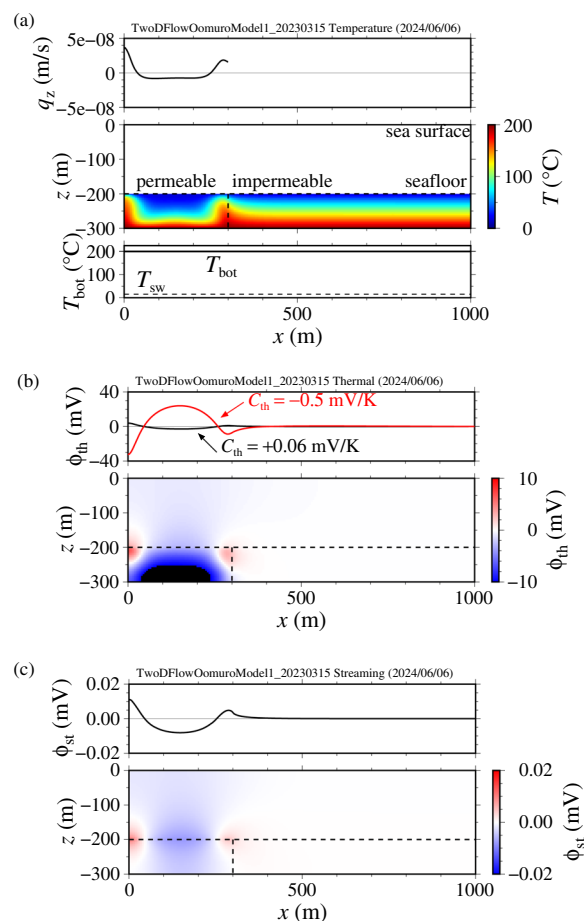 (a)
TwoDFlowOomuroModel1_20230315 Temperature (2024/06/06)
5e−08
0
−5e−08
q_z (m/s)
0
−100
−200
−300
z (m)
sea surface
permeable
impermeable
seafloor
200
100
0
T (°C)
200
100
0
T_bot (°C)
T_sw
T_bot
0
500
1000
x (m)
(b)
TwoDFlowOomuroModel1_20230315 Thermal (2024/06/06)
40
0
−40
ϕ_th (mV)
C_th = −0.5 mV/K
C_th = +0.06 mV/K
0
−100
−200
−300
z (m)
10
0
−10
ϕ_th (mV)
0
500
1000
x (m)
(c)
TwoDFlowOomuroModel1_20230315 Streaming (2024/06/06)
0.02
0.00
−0.02
ϕ_st (mV)
0
−100
−200
−300
z (m)
0.02
0.00
−0.02
ϕ_st (mV)
0
500
1000
x (m)